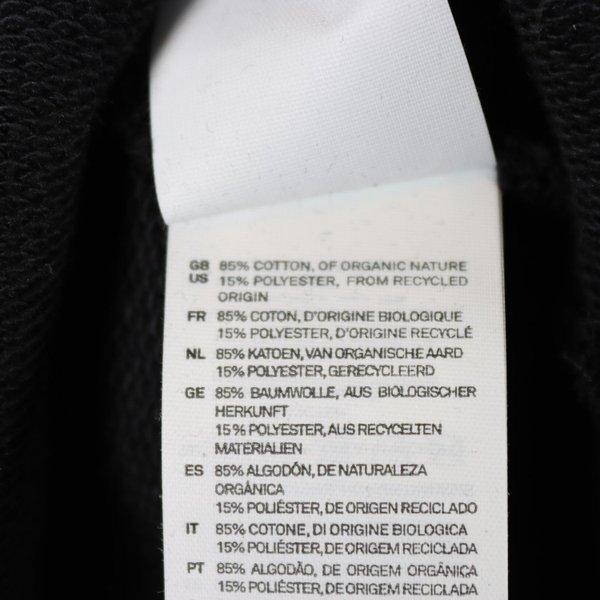 GB 85% COTTON, OF ORGANIC NATURE
US 15% POLYESTER, FROM RECYCLED
ORIGIN
FR 85% COTON, D'ORIGINE BIOLOGIQUE
15% POLYESTER, D'ORIGINE RECYCLÉ
NL 85% KATOEN, VAN ORGANISCHE AARD
15% POLYESTER, GERECYCLEERD
GE 85% BAUMWOLLE, AUS BIOLOGISCHER
HERKUNFT
15% POLYESTER, AUS RECYCELTEN
MATERIALIEN
ES 85% ALGODÓN, DE NATURALEZA
ORGÁNICA
15% POLIÉSTER, DE ORIGEN RECICLADO
IT 85% COTONE, DI ORIGINE BIOLOGICA
15% POLIÉSTER, DE ORIGEM RECICLADA
PT 85% ALGODÃO, DE ORIGEM ORGÂNICA
15% POLIÉSTER, DE ORIGEM RECICLADA